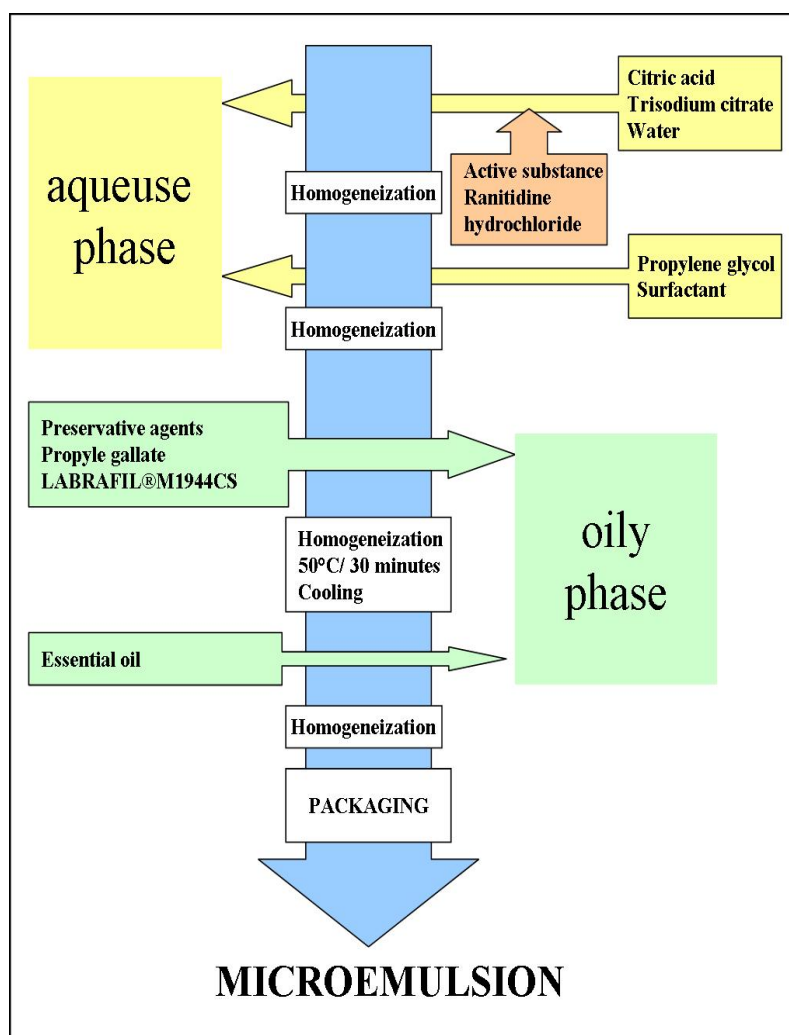 Citric acid
Trisodium citrate
Water
aqueuse
phase
Active substance
Ranitidine
hydrochloride
Homogeneization
Propylene glycol
Surfactant
Homogeneization
Preservative agents
Propyle gallate
LABRAFIL®M1944CS
oily
phase
Homogeneization
50°C/ 30 minutes
Cooling
Essential oil
Homogeneization
PACKAGING
MICROEMULSION